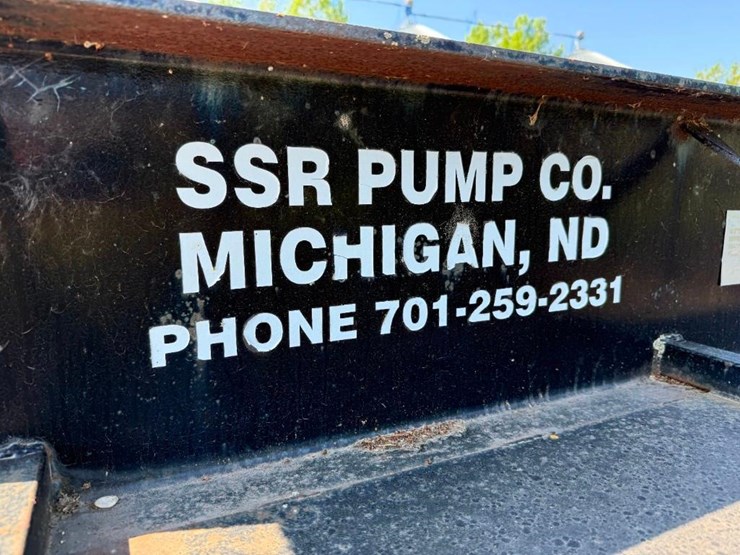 SSR PUMP CO.
MICHIGAN, ND
PHONE 701-259-2331